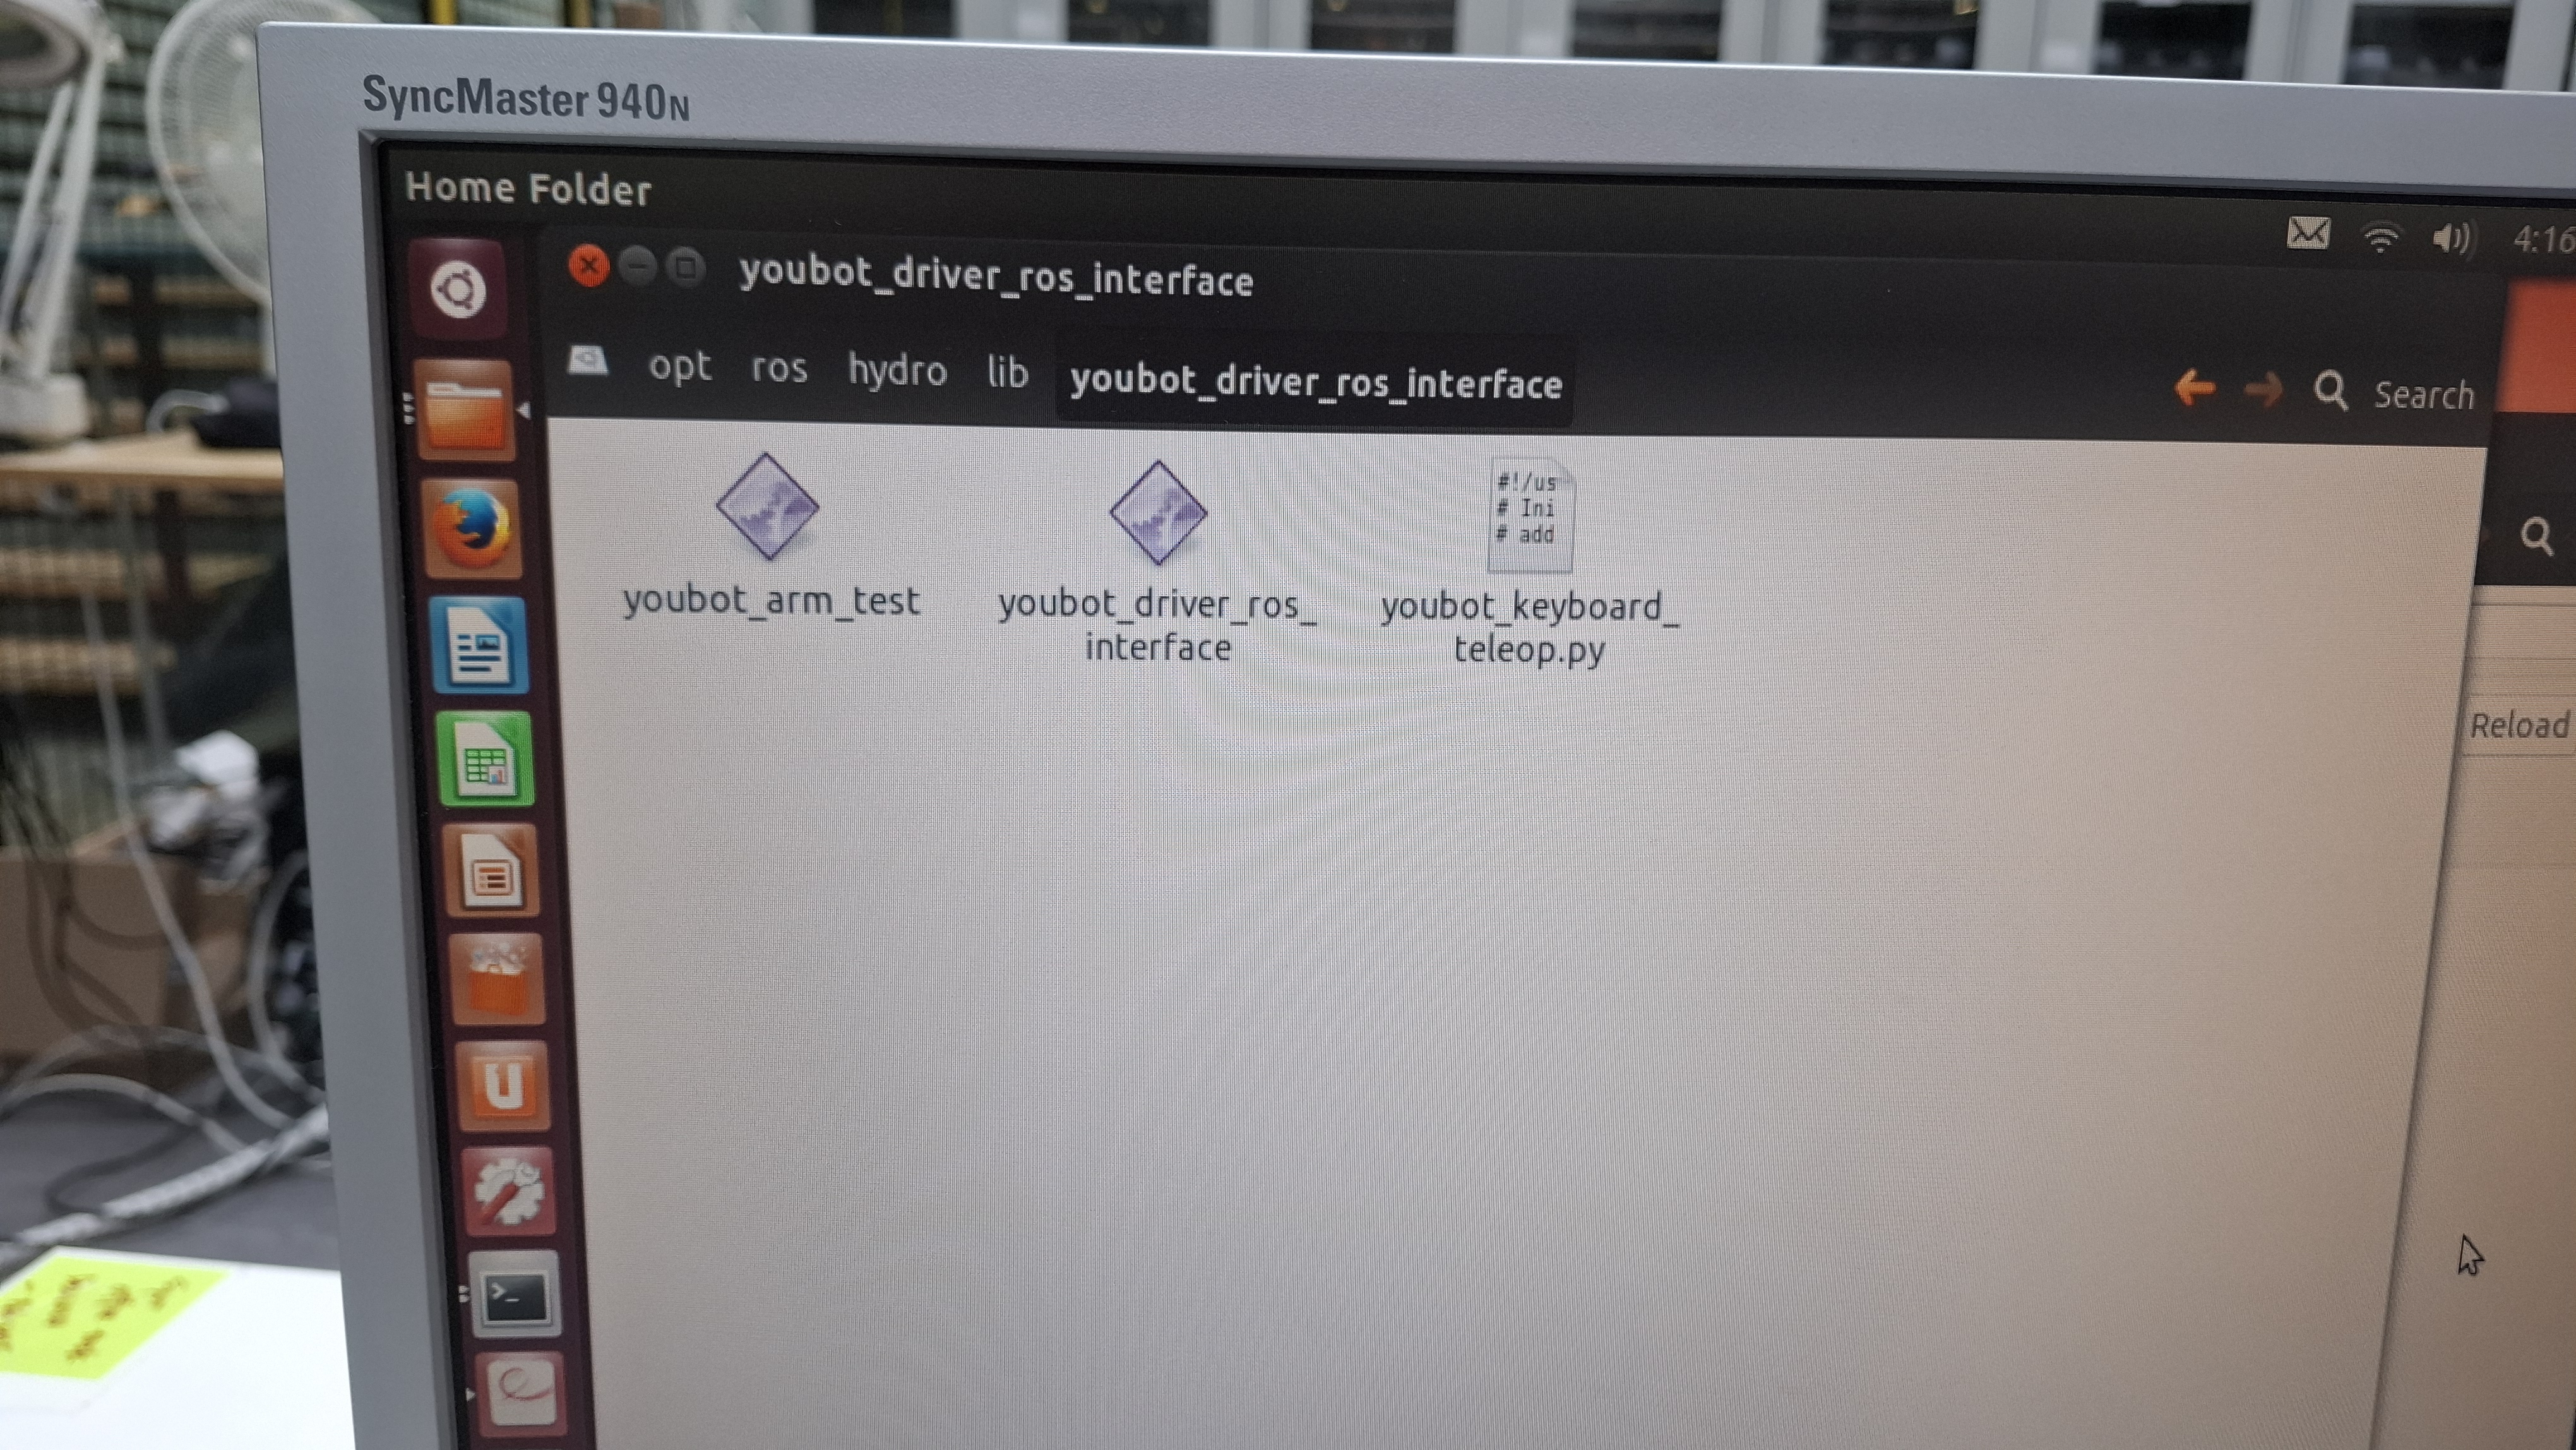 SyncMaster 940N
Home Folder
4:16
youbot_driver_ros_interface
opt ros hydro lib youbot_driver_ros_interface
Search
#!/us
# Ini
# add
youbot_arm_test
youbot_driver_ros_
interface
youbot_keyboard_
teleop.py
Reload